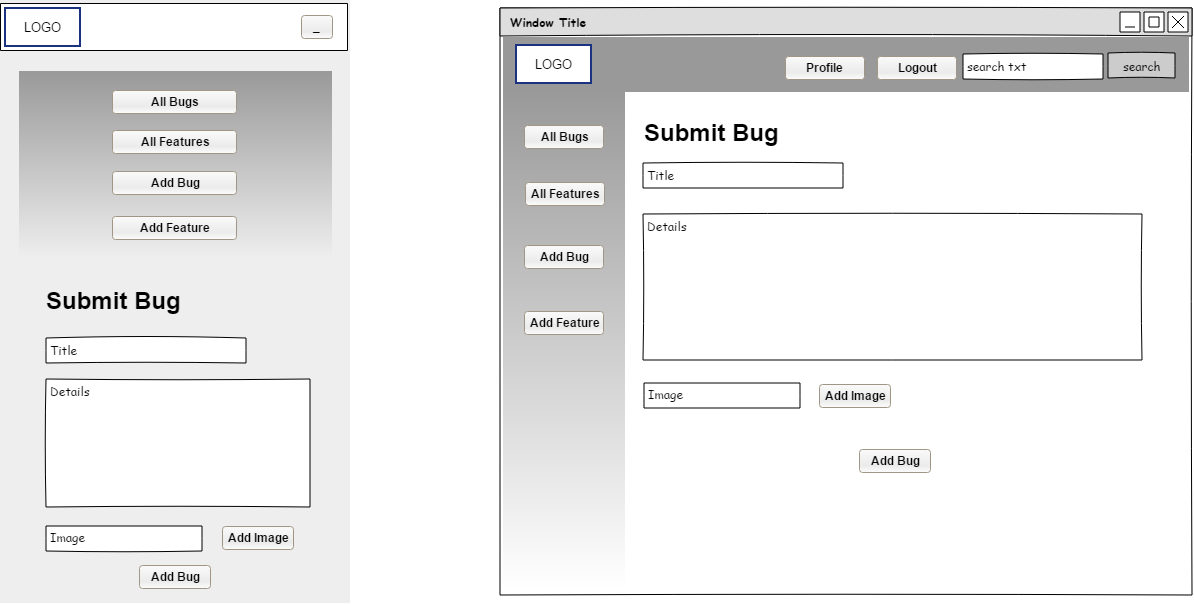 LOGO
_
All Bugs
All Features
Add Bug
Add Feature
Submit Bug
Title
Details
Image
Add Image
Add Bug
Window Title
LOGO
Profile
Logout
search txt
search
All Bugs
All Features
Add Bug
Add Feature
Submit Bug
Title
Details
Image
Add Image
Add Bug